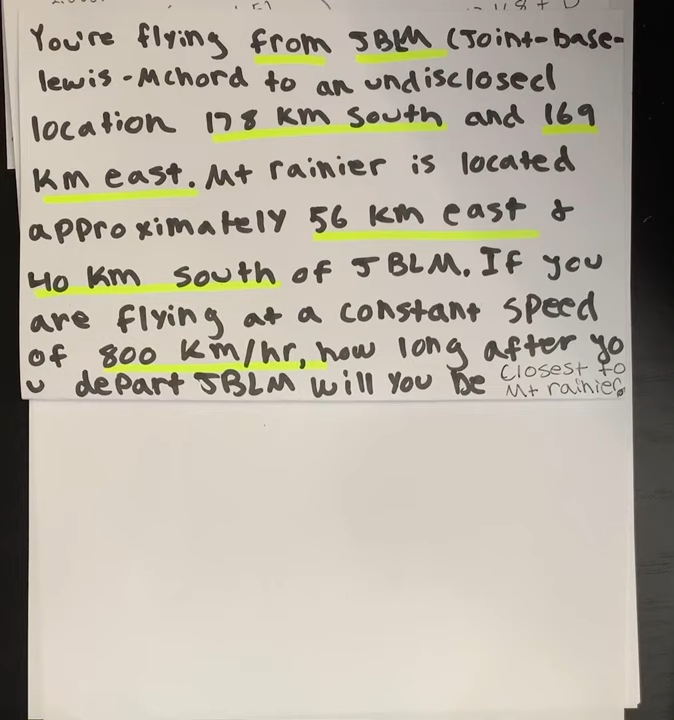 You're flying from JBLM (Joint-base-
lewis-Mchord to an undisclosed
location 178 km south and 169
km east. Mt rainier is located
approximately 56 km east &
40 km south of JBLM. If you
are flying at a constant speed
of 800 km/hr, how long after yo
u depart JBLM will you be closest to
Mt rainier.